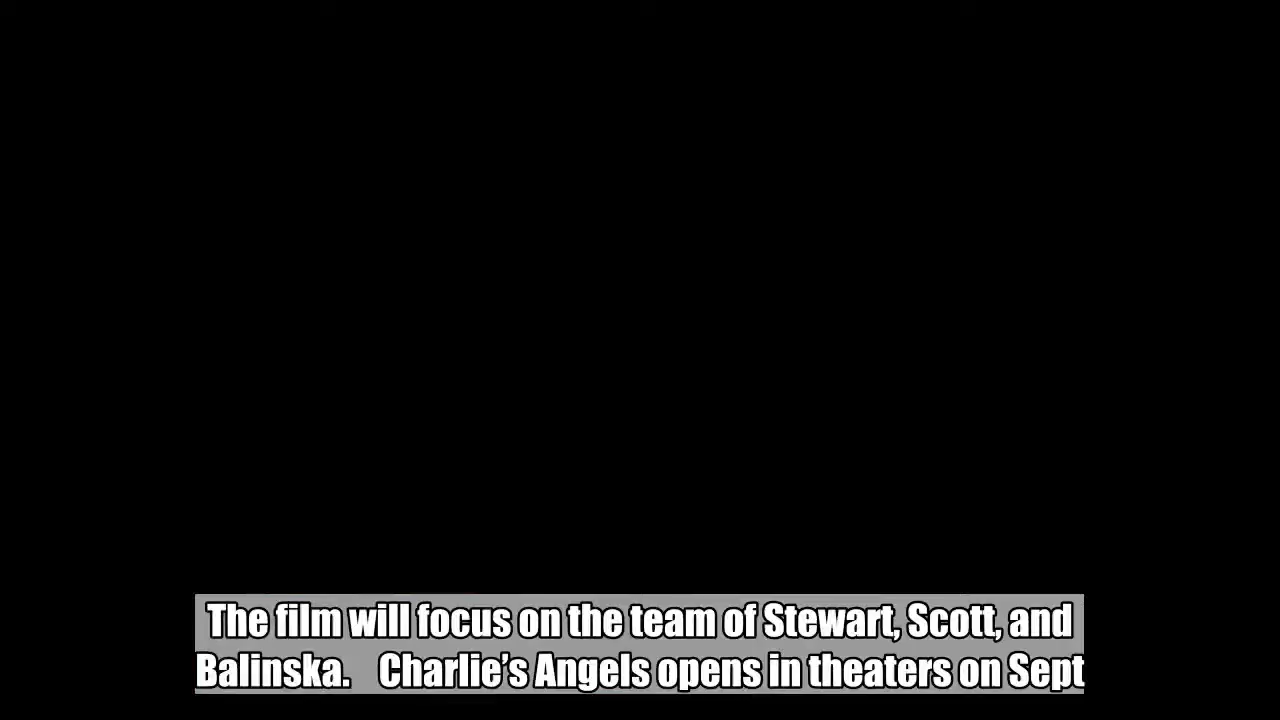 The film will focus on the team of Stewart, Scott, and
Balinska.    Charlie’s Angels opens in theaters on Sept